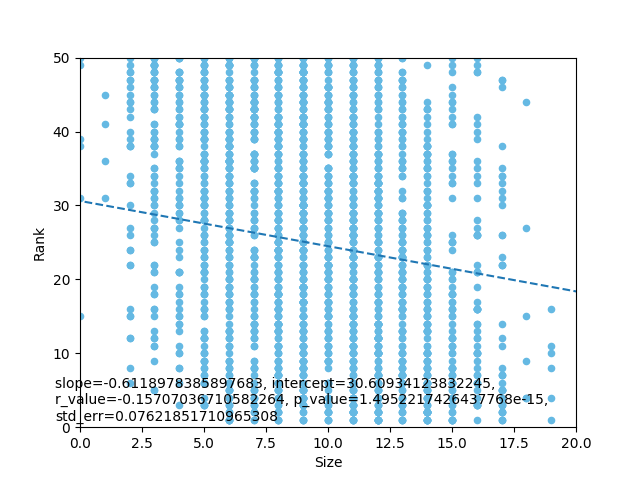 50
40
30
20
10
0
Rank
slope=-0.61189783858976​83, intercept=30.60934123832245,
r_value=-0.15707036710582264, p_value=1.4952217426437768e-15,
std_err=0.07621851710965308
0.0 2.5 5.0 7.5 10.0 12.5 15.0 17.5 20.0
Size